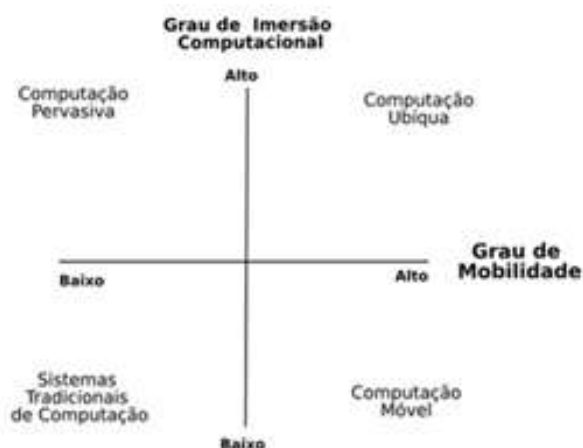 Grau de Imersão
Computacional
Alto
Computação
Pervasiva
Computação
Ubíqua
Baixo
Alto
Grau de
Mobilidade
Sistemas
Tradicionais
de Computação
Computação
Móvel
Baixo